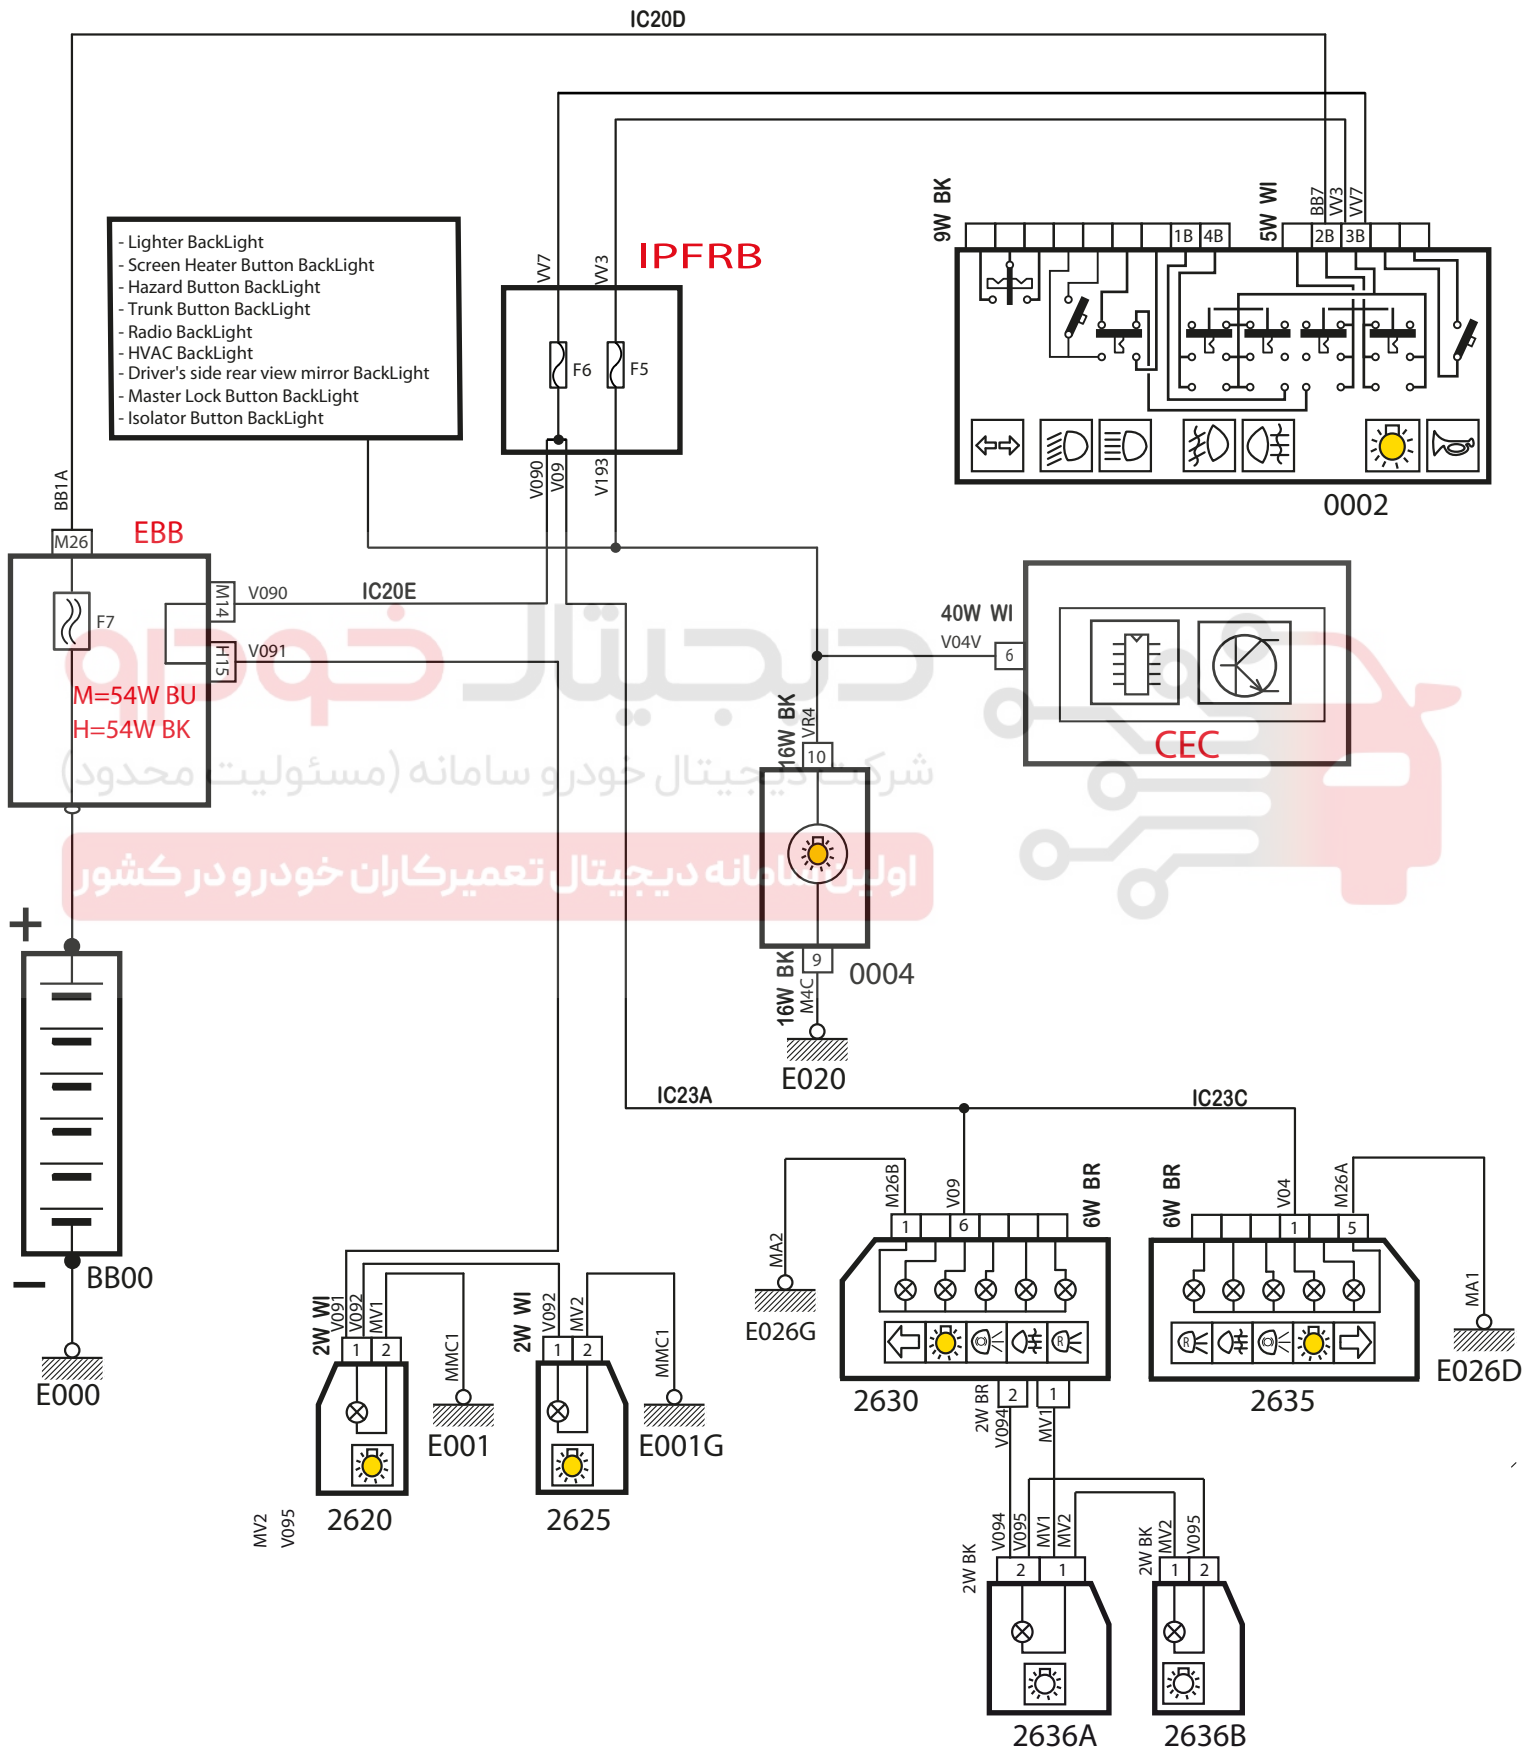 IC20D
9W BK
5W WI
BB7
VV3
VV7
1B
4B
2B
3B
0002
- Lighter BackLight
- Screen Heater Button BackLight
- Hazard Button BackLight
- Trunk Button BackLight
- Radio BackLight
- HVAC BackLight
- Driver's side rear view mirror BackLight
- Master Lock Button BackLight
- Isolator Button BackLight
IPFRB
VV7
VV3
F6
F5
V090
V09
V193
BB1A
M26
EBB
F7
M14
H15
V090
V091
IC20E
M=54W BU
H=54W BK
40W WI
V04V
6
CEC
دیجیتال خودرو
شرکت دیجیتال خودرو سامانه (مسئولیت محدود)
اولین سامانه دیجیتال تعمیرکاران خودرو در کشور
16W BK
VR4
10
9
16W BK
M4C
0004
E020
+
−
BB00
E000
IC23A
IC23C
M26B
V09
6W BR
1
6
MA2
E026G
2630
R
2W BR
2
1
V094
MV1
6W BR
V04
M26A
1
5
MA1
E026D
R
2635
2W WI
V091
V092
MV1
1
2
MMC1
E001
2620
2W WI
V092
MV2
1
2
MMC1
E001G
2625
MV2
V095
2W BK
V094
V095
MV1
MV2
2
1
2636A
2W BK
MV2
V095
1
2
2636B